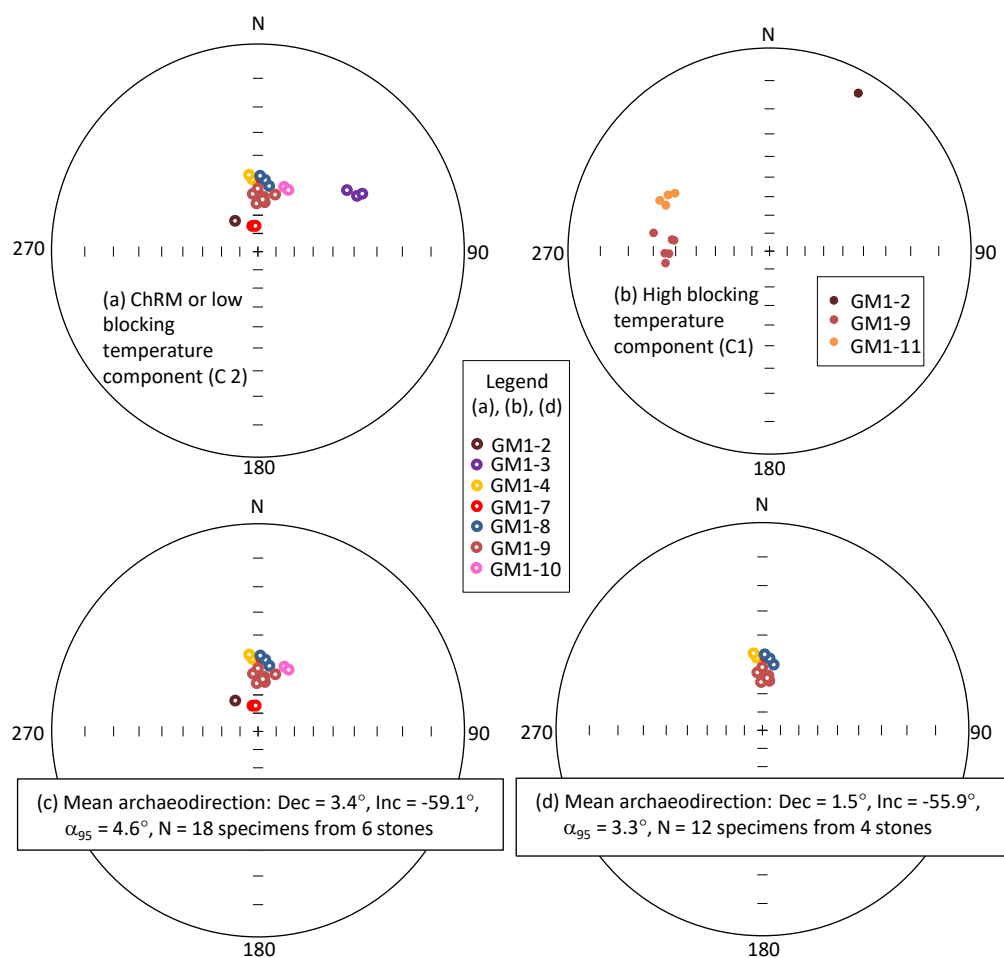 N
270
90
180
(a) ChRM or low
blocking
temperature
component (C 2)
N
270
90
180
(b) High blocking
temperature
component (C1)
GM1-2
GM1-9
GM1-11
Legend
(a), (b), (d)
GM1-2
GM1-3
GM1-4
GM1-7
GM1-8
GM1-9
GM1-10
N
270
90
(c) Mean archaeodirection: Dec = 3.4°, Inc = -59.1°,
α95 = 4.6°, N = 18 specimens from 6 stones
180
N
270
90
(d) Mean archaeodirection: Dec = 1.5°, Inc = -55.9°,
α95 = 3.3°, N = 12 specimens from 4 stones
180